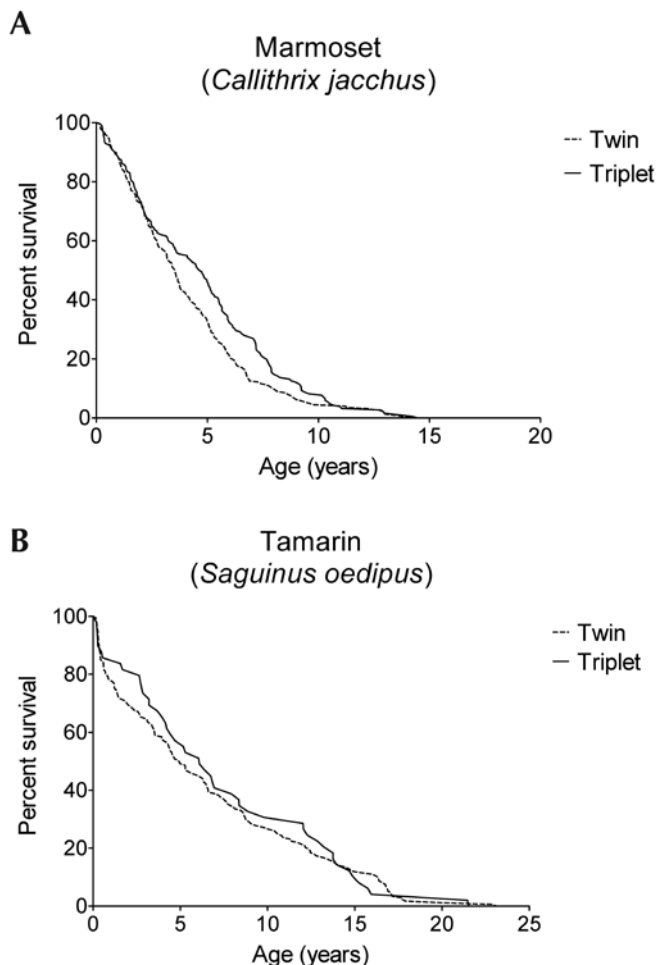 A
Marmoset
(Callithrix jacchus)
Twin
Triplet
100
80
60
40
20
0
Percent survival
0 5 10 15 20
Age (years)
B
Tamarin
(Saguinus oedipus)
Twin
Triplet
100
80
60
40
20
0
Percent survival
0 5 10 15 20 25
Age (years)